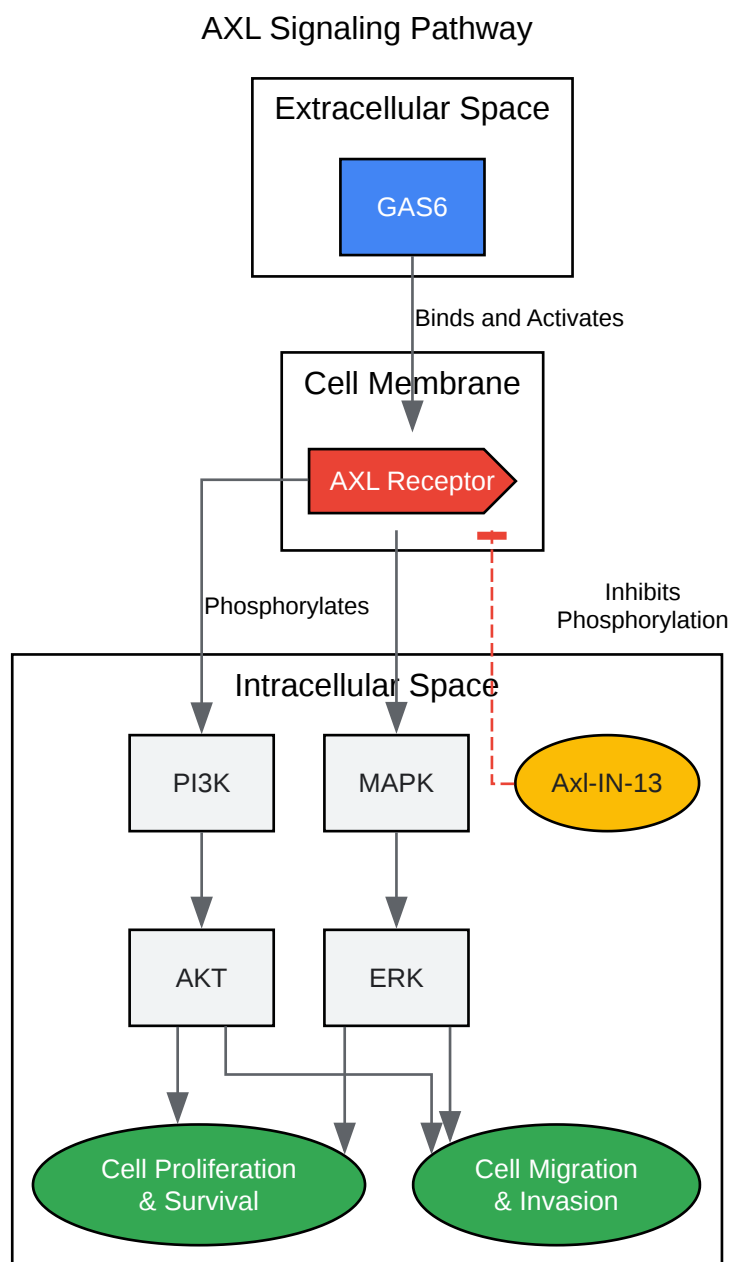 AXL Signaling Pathway
Extracellular Space
GAS6
Binds and Activates
Cell Membrane
AXL Receptor
Phosphorylates
Inhibits
Phosphorylation
Intracellular Space
PI3K
MAPK
Axl-IN-13
AKT
ERK
Cell Proliferation
& Survival
Cell Migration
& Invasion